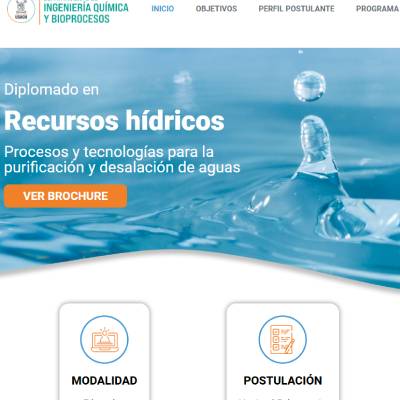 INGENIERÍA QUÍMICA
Y BIOPROCESOS
INICIO OBJETIVOS PERFIL POSTULANTE PROGRAMA
Diplomado en
Recursos hídricos
Procesos y tecnologías para la
purificación y desalación de aguas
VER BROCHURE
MODALIDAD POSTULACIÓN